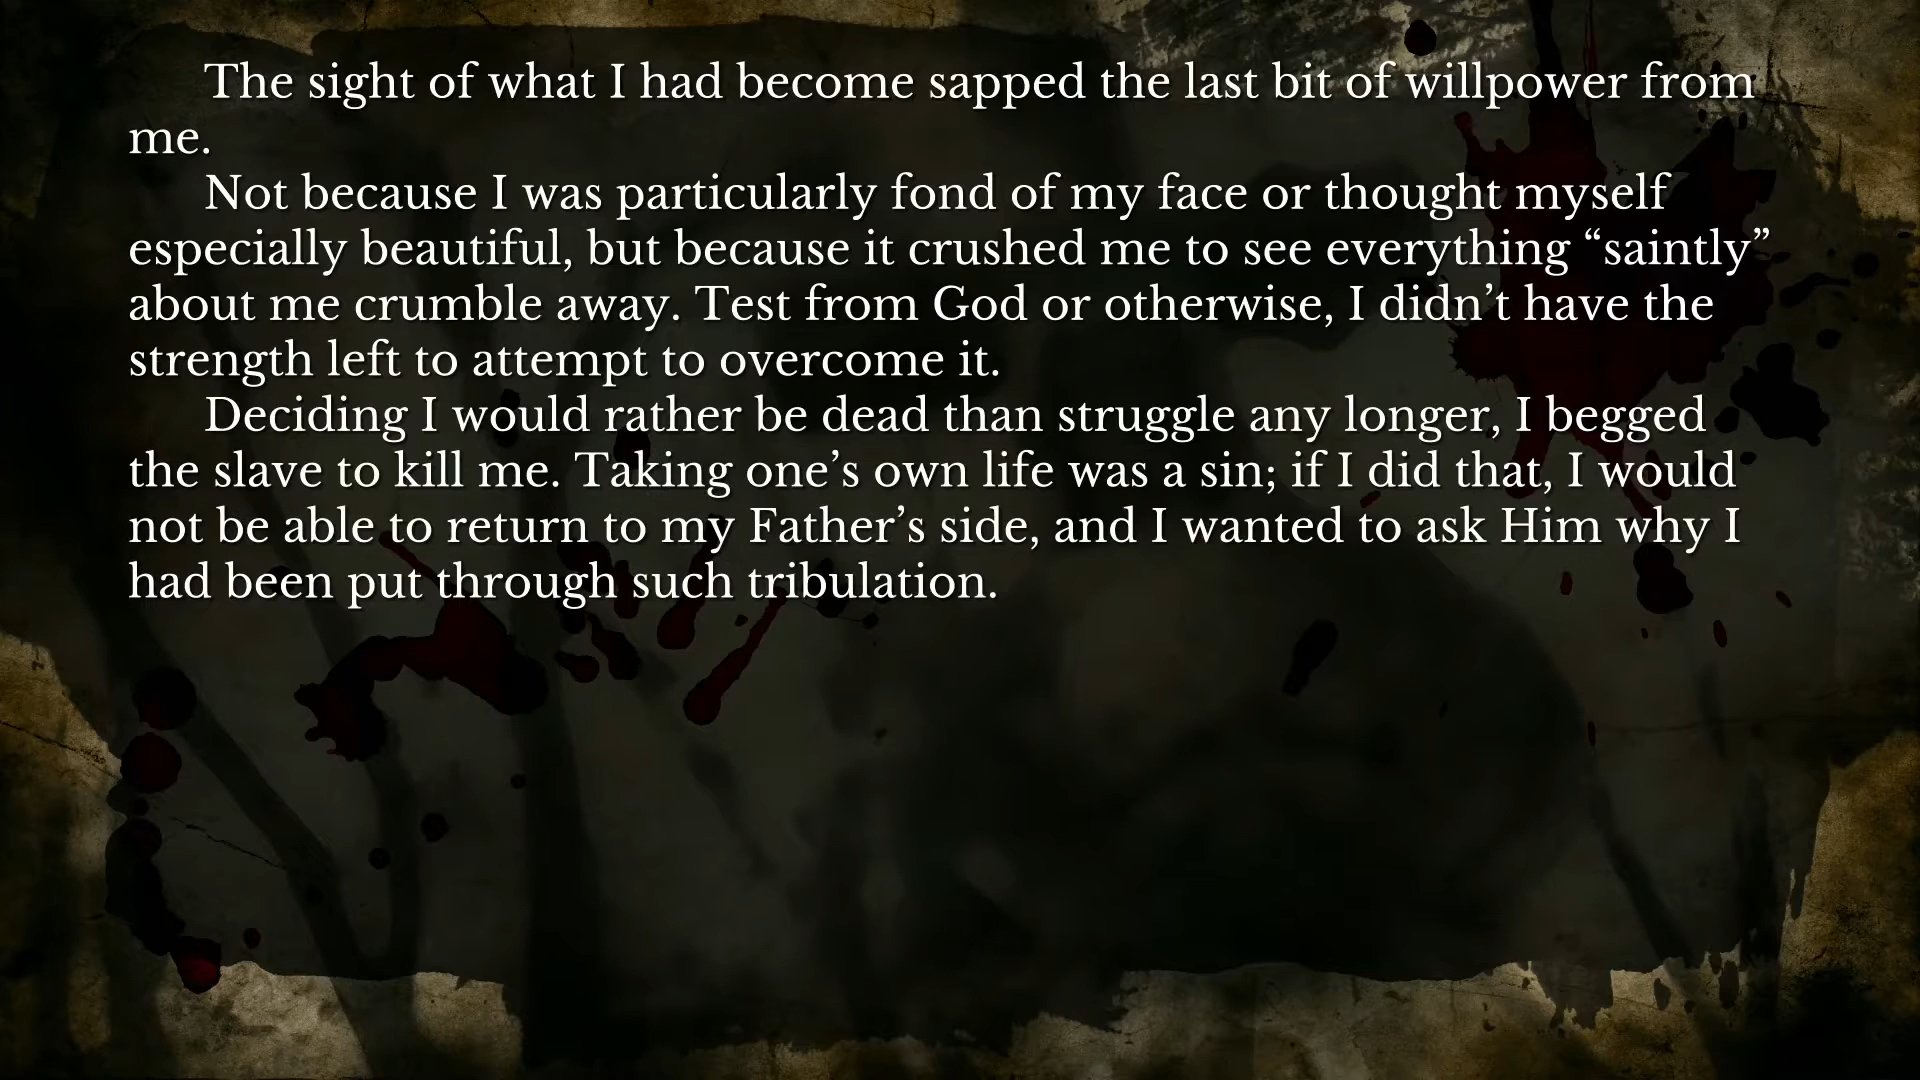 The sight of what I had become sapped the last bit of willpower from
me.
Not because I was particularly fond of my face or thought myself
especially beautiful, but because it crushed me to see everything “saintly”
about me crumble away. Test from God or otherwise, I didn’t have the
strength left to attempt to overcome it.
Deciding I would rather be dead than struggle any longer, I begged
the slave to kill me. Taking one’s own life was a sin; if I did that, I would
not be able to return to my Father’s side, and I wanted to ask Him why I
had been put through such tribulation.